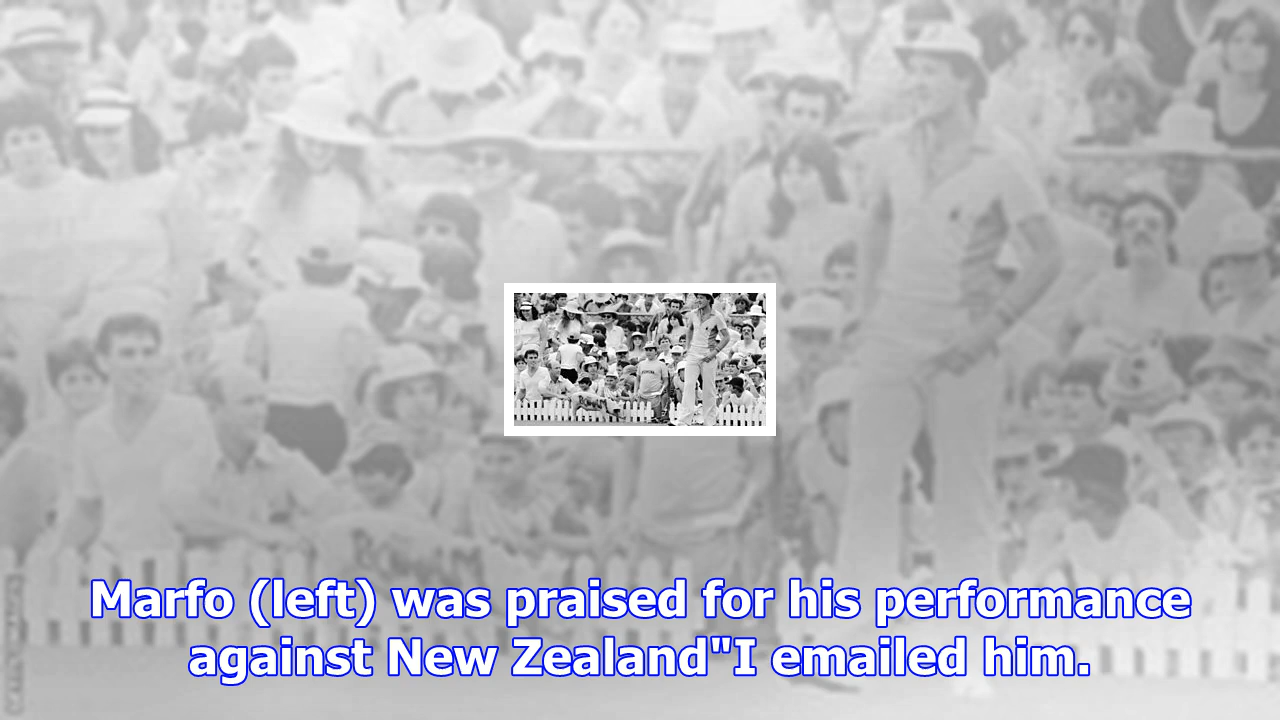 Marfo (left) was praised for his performance
against New Zealand"I emailed him.